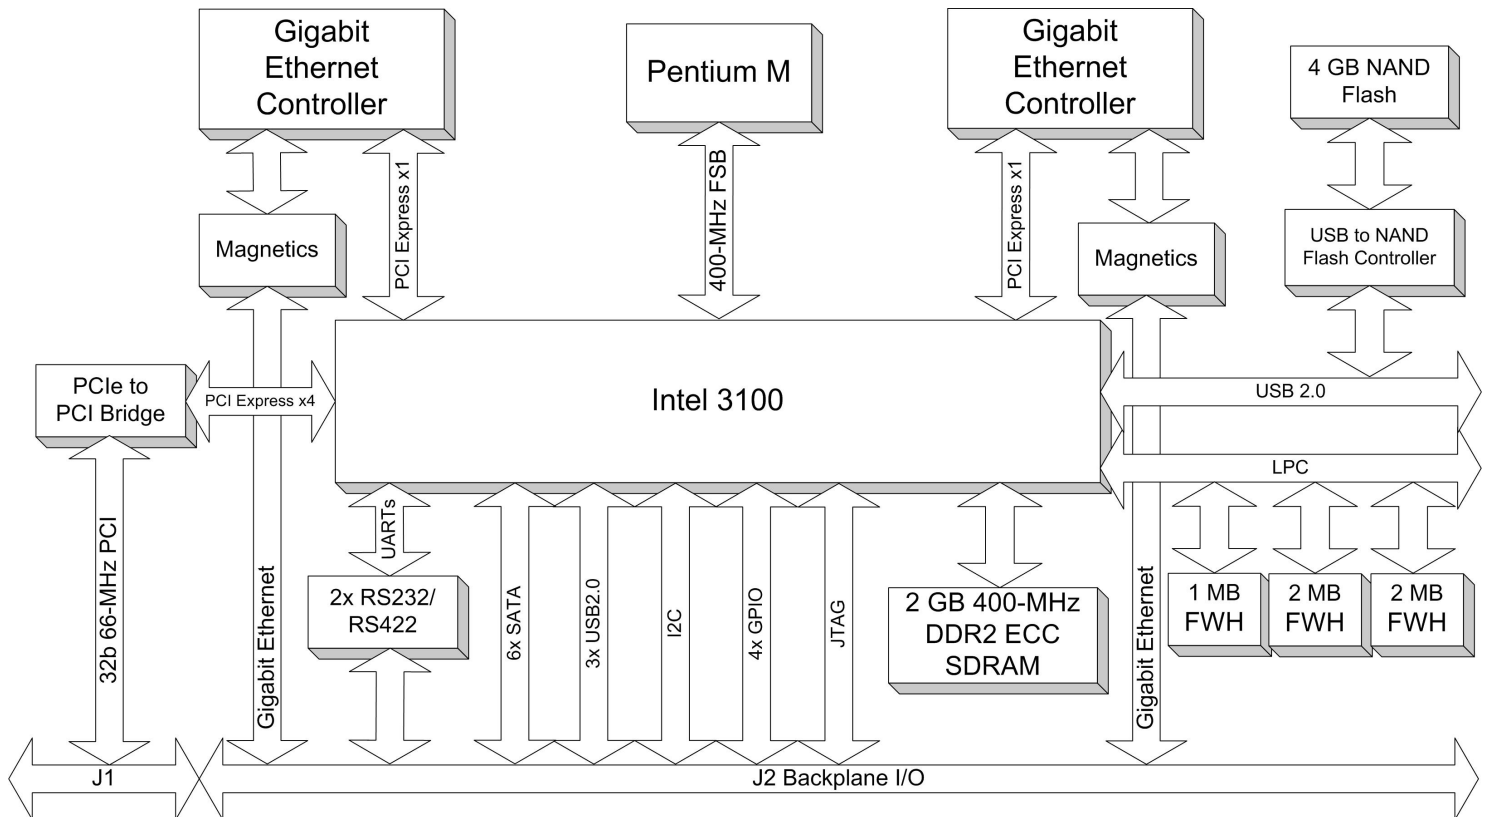 Gigabit
Ethernet
Controller
Pentium M
Gigabit
Ethernet
Controller
4 GB NAND
Flash
PCI Express x1
400-MHz FSB
PCI Express x1
Magnetics
Magnetics
USB to NAND
Flash Controller
PCIe to
PCI Bridge
PCI Express x4
Intel 3100
USB 2.0
LPC
32b 66-MHz PCI
Gigabit Ethernet
UARTs
2x RS232/
RS422
6x SATA
3x USB2.0
I2C
4x GPIO
JTAG
2 GB 400-MHz
DDR2 ECC
SDRAM
Gigabit Ethernet
1 MB
FWH
2 MB
FWH
2 MB
FWH
J1
J2 Backplane I/O